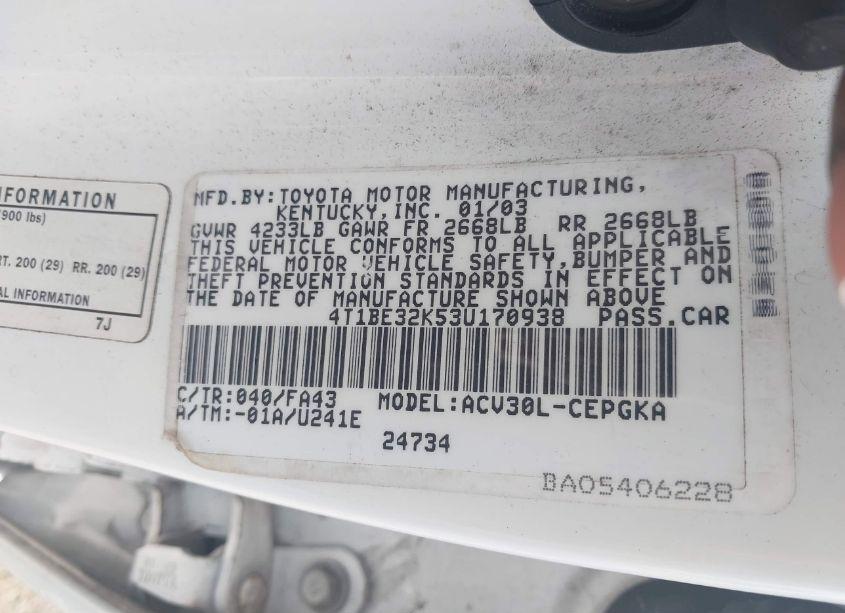 NFORMATION
900 lbs)
RT. 200 (29) RR. 200 (29)
AL INFORMATION
7J
MFD.BY:TOYOTA MOTOR MANUFACTURING,
KENTUCKY,INC. 01/03
GVWR 4233LB GAWR FR 2668LB RR 2668LB
THIS VEHICLE CONFORMS TO ALL APPLICABLE
FEDERAL MOTOR VEHICLE SAFETY,BUMPER AND
THEFT PREVENTION STANDARDS IN EFFECT ON
THE DATE OF MANUFACTURE SHOWN ABOVE
4T1BE32K53U170938 PASS.CAR
C/TR:040/FA43 MODEL:ACV30L-CEPGKA
A/TM:-01A/U241E
24734
BA05406228